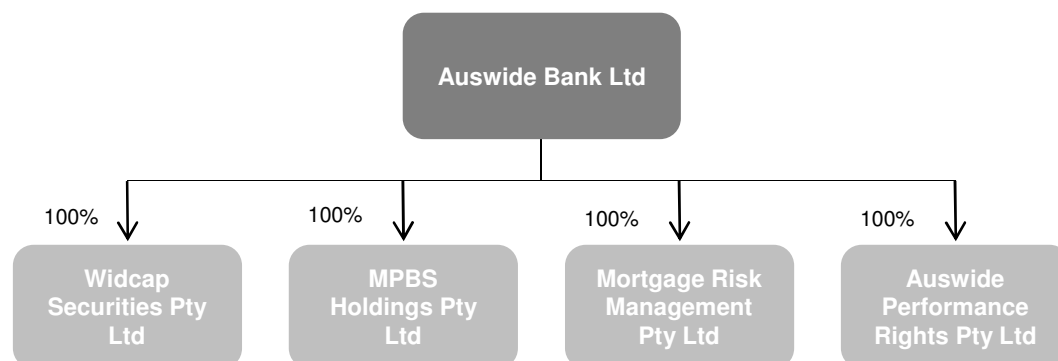 Auswide Bank Ltd
100%
100%
100%
100%
Widcap
Securities Pty
Ltd
MPBS
Holdings Pty
Ltd
Mortgage Risk
Management
Pty Ltd
Auswide
Performance
Rights Pty Ltd